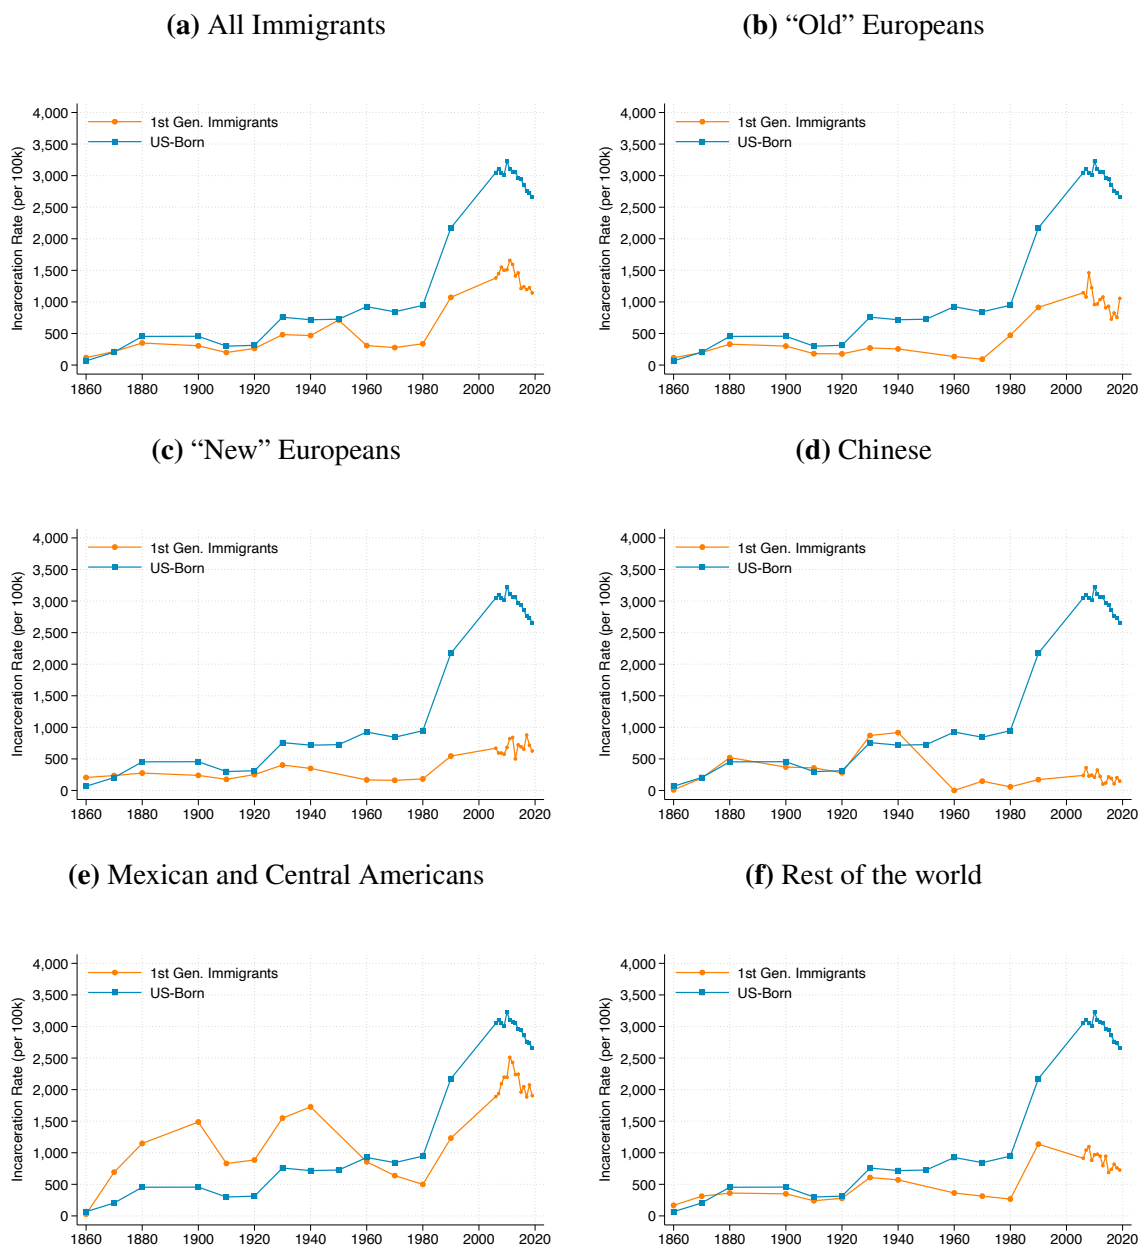 (a) All Immigrants
4,000
3,500
3,000
2,500
2,000
1,500
1,000
500
0
Incarceration Rate (per 100k)
1st Gen. Immigrants
US-Born
1860 1880 1900 1920 1940 1960 1980 2000 2020
(b) “Old” Europeans
4,000
3,500
3,000
2,500
2,000
1,500
1,000
500
0
Incarceration Rate (per 100k)
1st Gen. Immigrants
US-Born
1860 1880 1900 1920 1940 1960 1980 2000 2020
(c) “New” Europeans
4,000
3,500
3,000
2,500
2,000
1,500
1,000
500
0
Incarceration Rate (per 100k)
1st Gen. Immigrants
US-Born
1860 1880 1900 1920 1940 1960 1980 2000 2020
(d) Chinese
4,000
3,500
3,000
2,500
2,000
1,500
1,000
500
0
Incarceration Rate (per 100k)
1st Gen. Immigrants
US-Born
1860 1880 1900 1920 1940 1960 1980 2000 2020
(e) Mexican and Central Americans
4,000
3,500
3,000
2,500
2,000
1,500
1,000
500
0
Incarceration Rate (per 100k)
1st Gen. Immigrants
US-Born
1860 1880 1900 1920 1940 1960 1980 2000 2020
(f) Rest of the world
4,000
3,500
3,000
2,500
2,000
1,500
1,000
500
0
Incarceration Rate (per 100k)
1st Gen. Immigrants
US-Born
1860 1880 1900 1920 1940 1960 1980 2000 2020